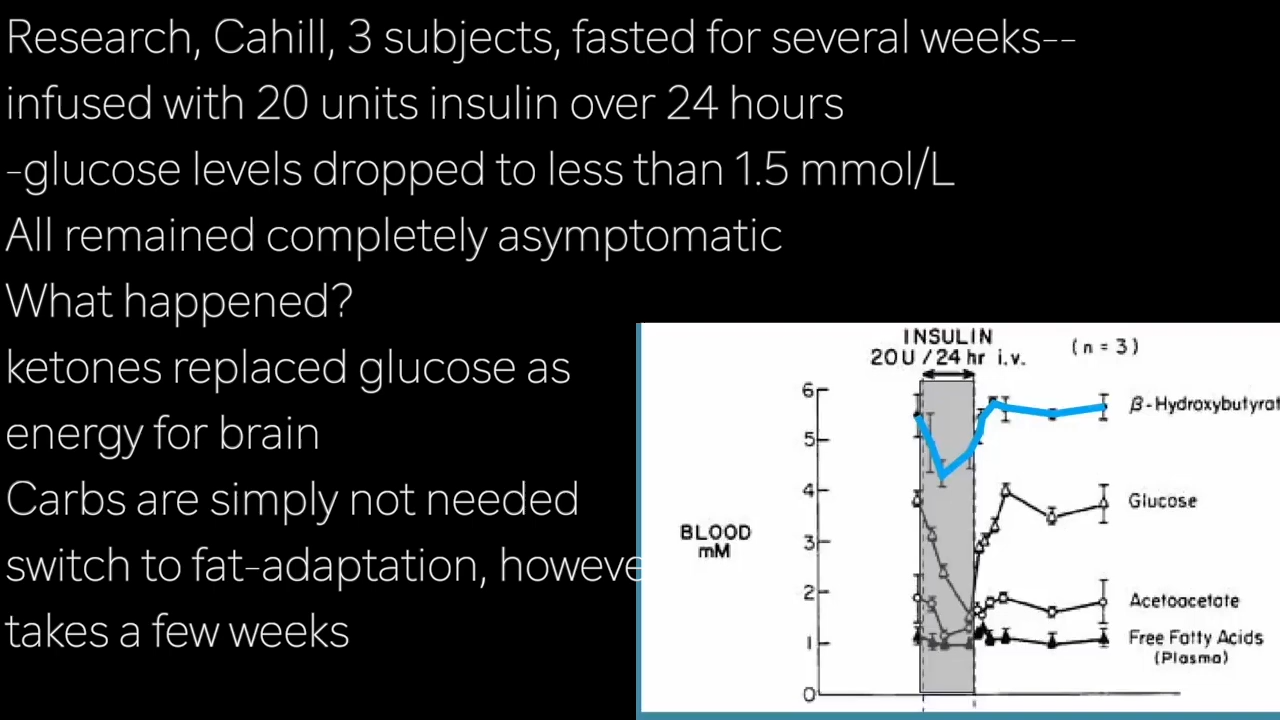 Research, Cahill, 3 subjects, fasted for several weeks--
infused with 20 units insulin over 24 hours
-glucose levels dropped to less than 1.5 mmol/L
All remained completely asymptomatic
What happened?
ketones replaced glucose as
energy for brain
Carbs are simply not needed
switch to fat-adaptation, howeve
takes a few weeks
INSULIN
20U/24 hr i.v.
(n = 3)
6
5
4
3
2
1
0
BLOOD
mM
β-Hydroxybutyrat
Glucose
Acetoacetate
Free Fatty Acids
(Plasma)